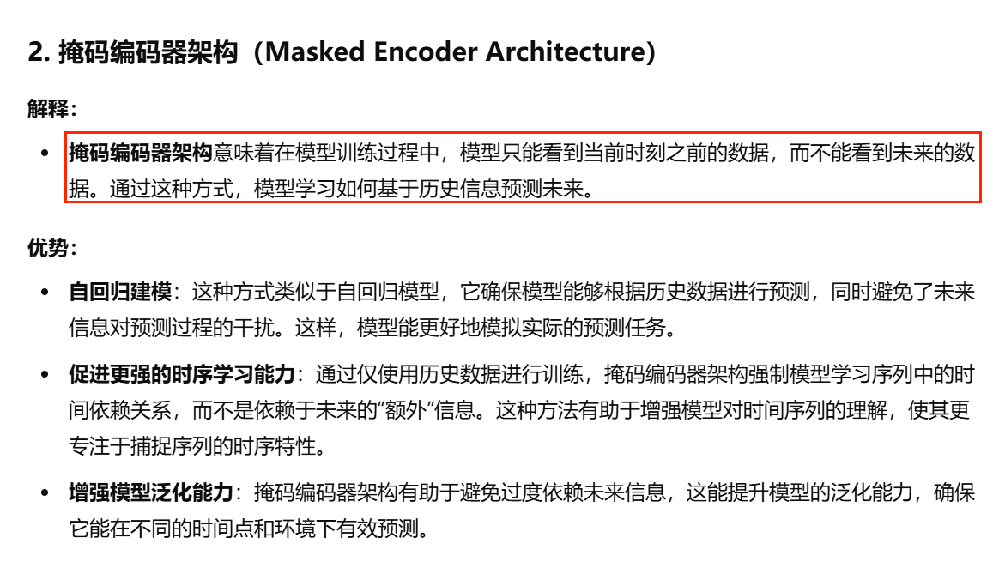 2. 掩码编码器架构（Masked Encoder Architecture）
解释：
掩码编码器架构意味着在模型训练过程中，模型只能看到当前时刻之前的数据，而不能看到未来的数
据。通过这种方式，模型学习如何基于历史信息预测未来。
优势：
自回归建模：这种方式类似于自回归模型，它确保模型能够根据历史数据进行预测，同时避免了未来
信息对预测过程的干扰。这样，模型能更好地模拟实际的预测任务。
促进更强的时序学习能力：通过仅使用历史数据进行训练，掩码编码器架构强制模型学习序列中的时
间依赖关系，而不是依赖于未来的“额外”信息。这种方法有助于增强模型对时间序列的理解，使其更
专注于捕捉序列的时序特性。
增强模型泛化能力：掩码编码器架构有助于避免过度依赖未来信息，这能提升模型的泛化能力，确保
它能在不同的时间点和环境下有效预测。